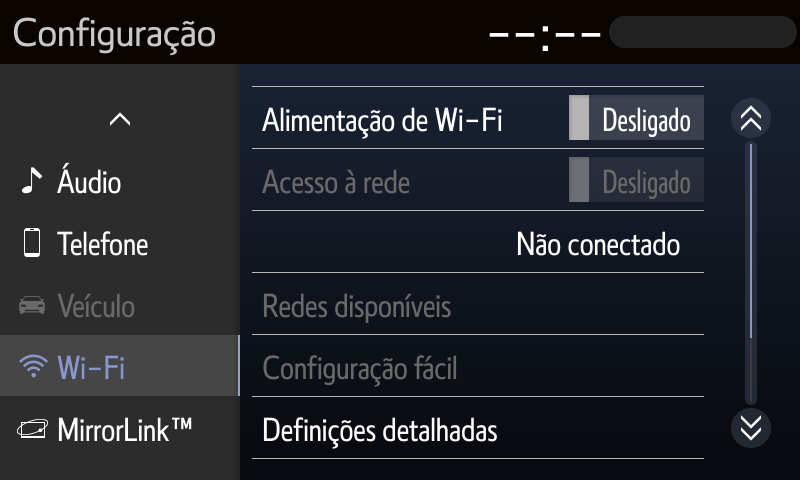 Configuração
--:--
Áudio
Telefone
Veículo
Wi-Fi
MirrorLink™
Alimentação de Wi-Fi Desligado
Acesso à rede Desligado
Não conectado
Redes disponíveis
Configuração fácil
Definições detalhadas